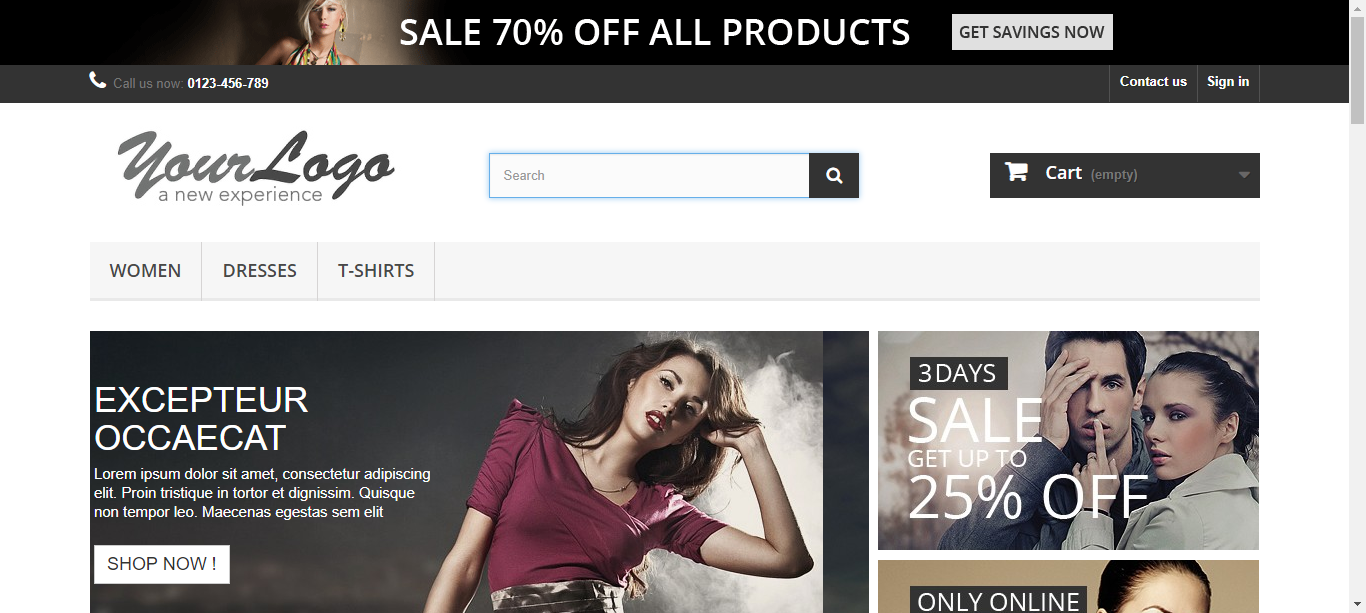 SALE 70% OFF ALL PRODUCTS
GET SAVINGS NOW
Call us now: 0123-456-789
Contact us
Sign in
YourLogo
a new experience
Search
Cart (empty)
WOMEN
DRESSES
T-SHIRTS
EXCEPTEUR
OCCAECAT
Lorem ipsum dolor sit amet, consectetur adipiscing
elit. Proin tristique in tortor et dignissim. Quisque
non tempor leo. Maecenas egestas sem elit
SHOP NOW !
3 DAYS
SALE
GET UP TO
25% OFF
ONLY ONLINE